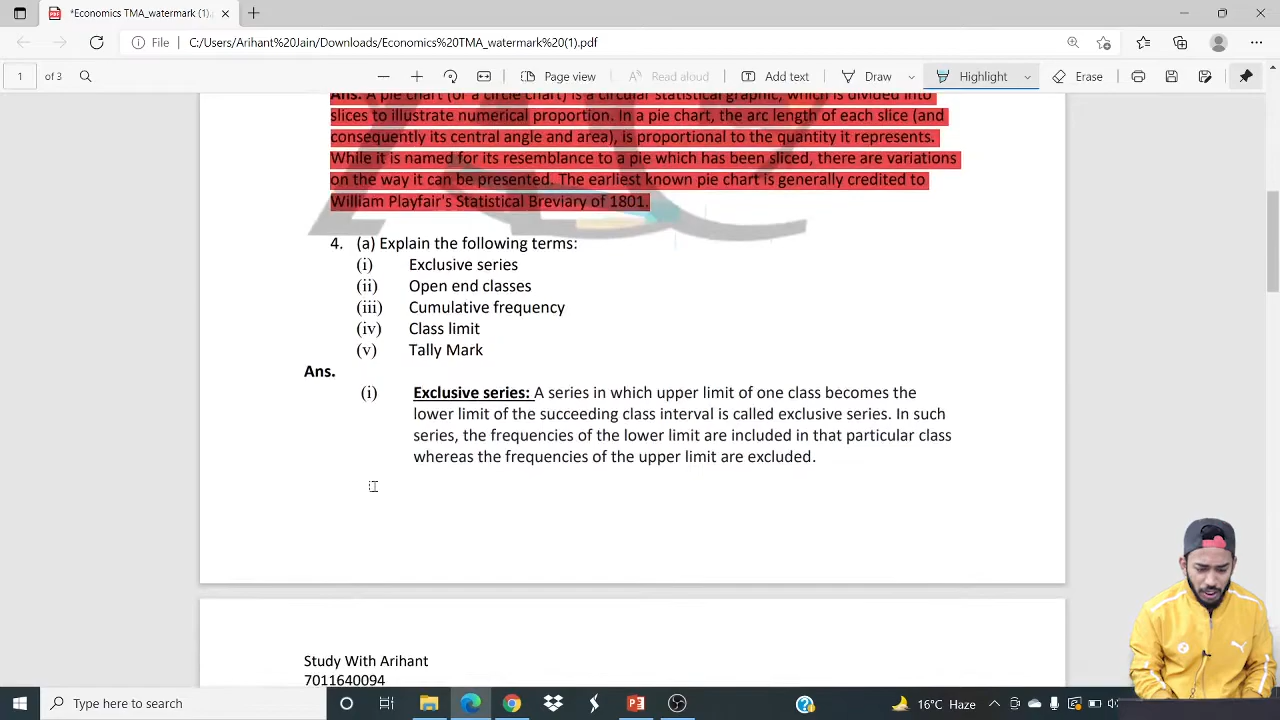 *Economics TMA_watermark (1).
File
C:/Users/Arihant%20Jain/Documents/Economics%20TMA_watermark%20(1).pdf
1 of 3
Page view
Read aloud
Add text
Draw
Highlight
Erase
Ans. A pie chart (or a circle chart) is a circular statistical graphic, which is divided into
slices to illustrate numerical proportion. In a pie chart, the arc length of each slice (and
consequently its central angle and area), is proportional to the quantity it represents.
While it is named for its resemblance to a pie which has been sliced, there are variations
on the way it can be presented. The earliest known pie chart is generally credited to
William Playfair's Statistical Breviary of 1801.
4. (a) Explain the following terms:
(i) Exclusive series
(ii) Open end classes
(iii) Cumulative frequency
(iv) Class limit
(v) Tally Mark
Ans.
(i) Exclusive series: A series in which upper limit of one class becomes the
lower limit of the succeeding class interval is called exclusive series. In such
series, the frequencies of the lower limit are included in that particular class
whereas the frequencies of the upper limit are excluded.
Study With Arihant
7011640094
Type here to search
16°C Haze